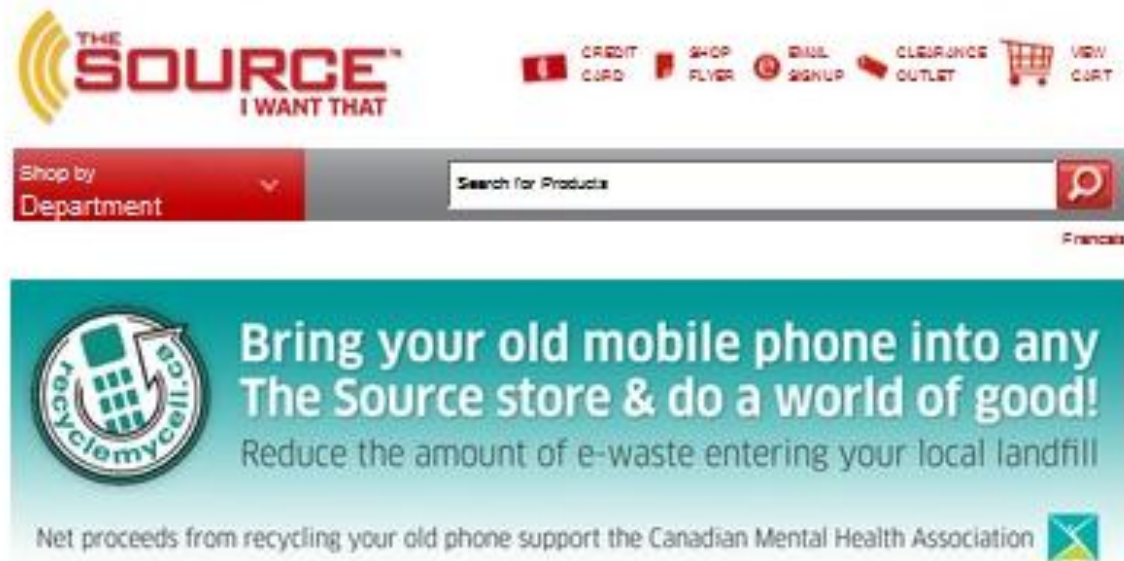 THE
SOURCE™
I WANT THAT
CREDIT CARD
SHOP FLYER
EMAIL SIGNUP
CLEARANCE OUTLET
VIEW CART
Shop by
Department
Search for Products
Francais
recyclemycell.ca
Bring your old mobile phone into any
The Source store & do a world of good!
Reduce the amount of e-waste entering your local landfill
Net proceeds from recycling your old phone support the Canadian Mental Health Association